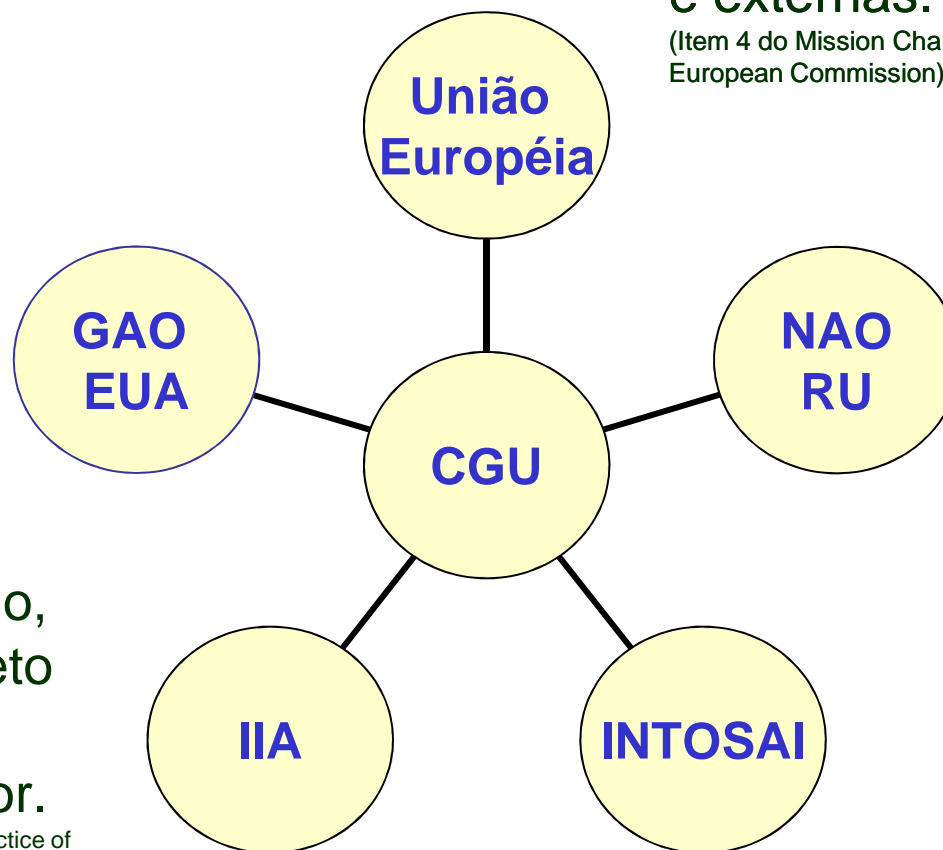 e externas.
(Item 4 do Mission Cha
European Commission)
União
Européia
GAO
EUA
NAO
RU
CGU
o,
eto
IIA
INTOSAI
or.
ctice of